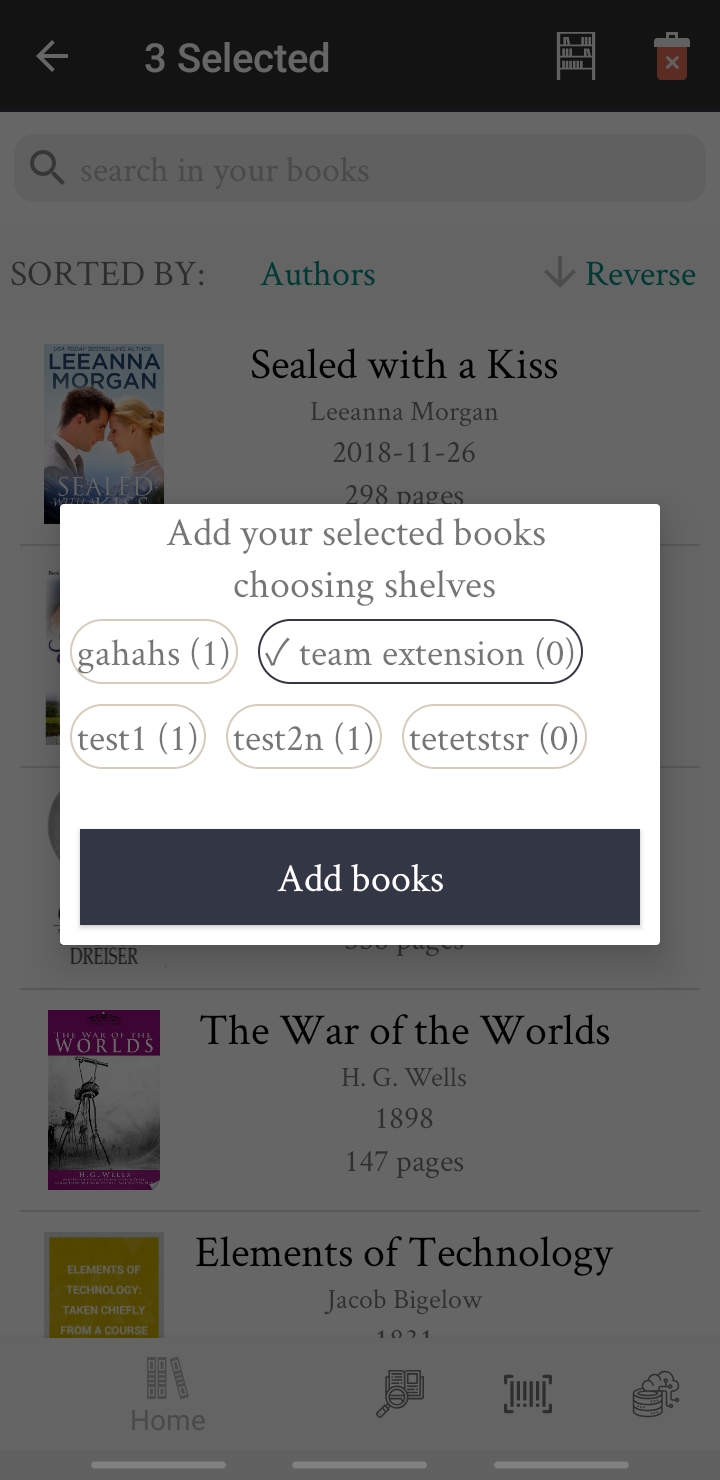 3 Selected
search in your books
SORTED BY:
Authors
Reverse
USA TODAY BESTSELLING AUTHOR
LEEANNA
MORGAN
SEALED
WITH A KISS
Sealed with a Kiss
Leeanna Morgan
2018-11-26
298 pages
Add your selected books
choosing shelves
gahahs (1)
✓ team extension (0)
test1 (1)
test2n (1)
tetetstsr (0)
Add books
DREISER
pages
THE WAR OF THE
WORLDS
H.G. WELLS
The War of the Worlds
H. G. Wells
1898
147 pages
ELEMENTS OF
TECHNOLOGY:
TAKEN CHIEFLY
FROM A COURSE
Elements of Technology
Jacob Bigelow
1831
Home